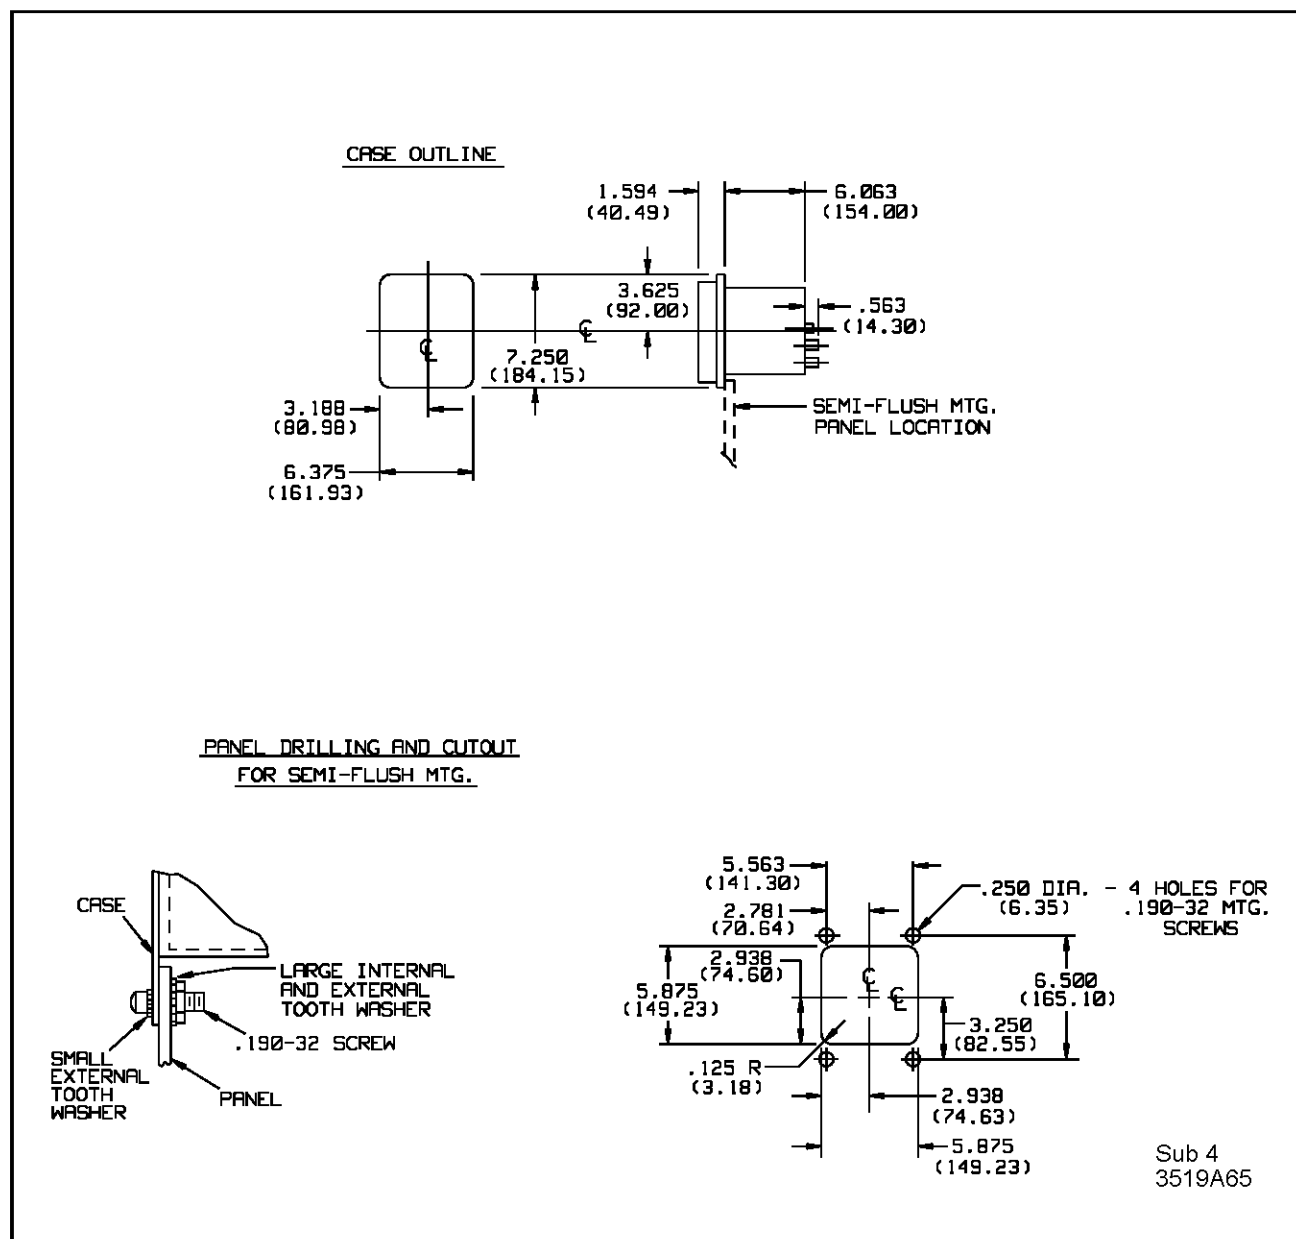 CASE OUTLINE
1.594
(40.49)
6.063
(154.00)
3.625
(92.00)
.563
(14.30)
CL
CL
7.250
(184.15)
3.188
(80.98)
SEMI-FLUSH MTG.
PANEL LOCATION
6.375
(161.93)
PANEL DRILLING AND CUTOUT
FOR SEMI-FLUSH MTG.
CASE
LARGE INTERNAL
AND EXTERNAL
TOOTH WASHER
.190-32 SCREW
SMALL
EXTERNAL
TOOTH
WASHER
PANEL
5.563
(141.30)
.250 DIA. - 4 HOLES FOR
(6.35) .190-32 MTG.
SCREWS
2.781
(70.64)
2.938
(74.60)
5.875
(149.23)
CL
CL
6.500
(165.10)
3.250
(82.55)
.125 R
(3.18)
2.938
(74.63)
5.875
(149.23)
Sub 4
3519A65